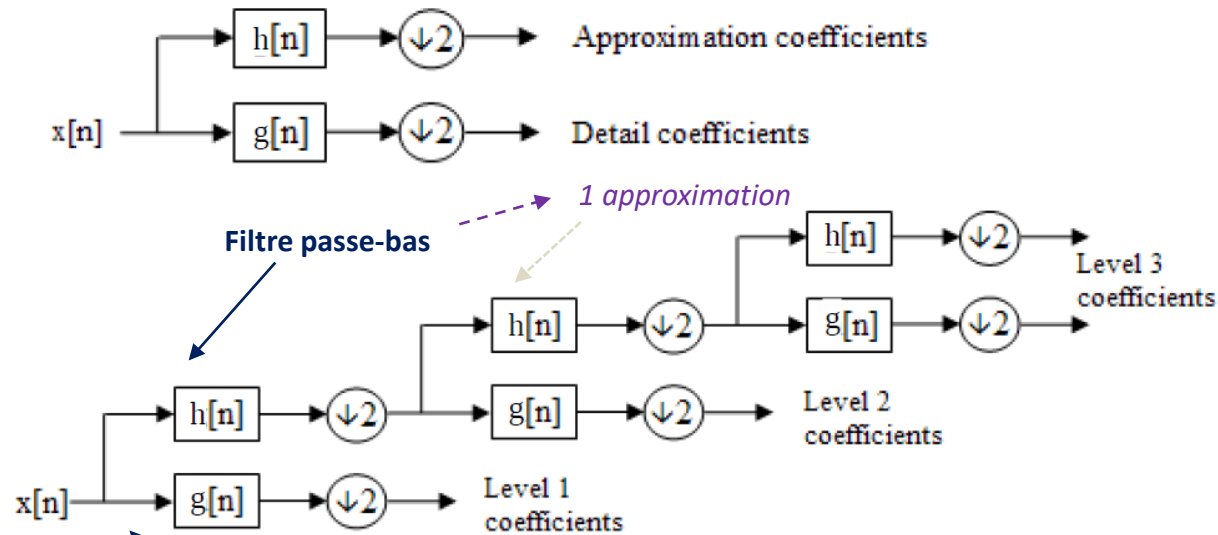 h[n] ↓2 Approximation coefficients
x[n] g[n] ↓2 Detail coefficients
1 approximation
Filtre passe-bas
h[n] ↓2
Level 3
coefficients
h[n] ↓2 g[n] ↓2
h[n] ↓2 g[n] ↓2 Level 2
coefficients
x[n] g[n] ↓2 Level 1
coefficients